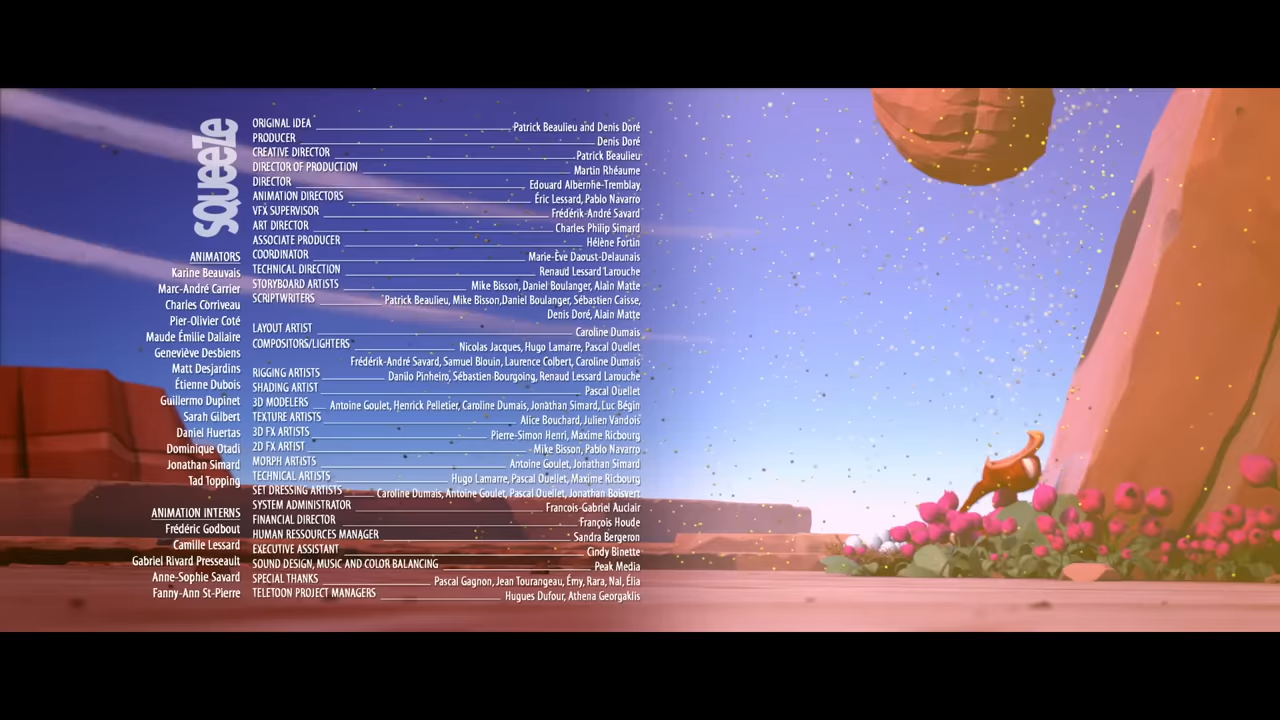 squeeze
ANIMATORS
Karine Beauvais
Marc-André Carrier
Charles Corriveau
Pier-Olivier Coté
Maude Émilie Dallaire
Geneviève Desbiens
Matt Desjardins
Étienne Dubois
Guillermo Dupinet
Sarah Gilbert
Daniel Huertas
Dominique Otadi
Jonathan Simard
Tad Topping
ANIMATION INTERNS
Frédéric Godbout
Camille Lessard
Gabriel Rivard Presseault
Anne-Sophie Savard
Fanny-Ann St-Pierre
ORIGINAL IDEA Patrick Beaulieu and Denis Doré
PRODUCER Denis Doré
CREATIVE DIRECTOR Patrick Beaulieu
DIRECTOR OF PRODUCTION Martin Rhéaume
DIRECTOR Edouard Albernhe-Tremblay
ANIMATION DIRECTORS Éric Lessard, Pablo Navarro
VFX SUPERVISOR Frédérik-André Savard
ART DIRECTOR Charles Philip Simard
ASSOCIATE PRODUCER Hélène Fortin
COORDINATOR Marie-Ève Daoust-Delaunais
TECHNICAL DIRECTION Renaud Lessard Larouche
STORYBOARD ARTISTS Mike Bisson, Daniel Boulanger, Alain Matte
SCRIPTWRITERS Patrick Beaulieu, Mike Bisson,Daniel Boulanger, Sébastien Caisse,
Denis Doré, Alain Matte
LAYOUT ARTIST Caroline Dumais
COMPOSITORS/LIGHTERS Nicolas Jacques, Hugo Lamarre, Pascal Ouellet
Frédérik-André Savard, Samuel Blouin, Laurence Colbert, Caroline Dumais
RIGGING ARTISTS Danilo Pinheiro, Sébastien Bourgoing, Renaud Lessard Larouche
SHADING ARTIST Pascal Ouellet
3D MODELERS Antoine Goulet, Henrick Pelletier, Caroline Dumais, Jonathan Simard, Luc Bégin
TEXTURE ARTISTS Alice Bouchard, Julien Vandois
3D FX ARTISTS Pierre-Simon Henri, Maxime Ricbourg
2D FX ARTIST Mike Bisson, Pablo Navarro
MORPH ARTISTS Antoine Goulet, Jonathan Simard
TECHNICAL ARTISTS Hugo Lamarre, Pascal Ouellet, Maxime Ricbourg
SET DRESSING ARTISTS Caroline Dumais, Antoine Goulet, Pascal Ouellet, Jonathan Boisvert
SYSTEM ADMINISTRATOR Francois-Gabriel Auclair
FINANCIAL DIRECTOR François Houde
HUMAN RESSOURCES MANAGER Sandra Bergeron
EXECUTIVE ASSISTANT Cindy Binette
SOUND DESIGN, MUSIC AND COLOR BALANCING Peak Media
SPECIAL THANKS Pascal Gagnon, Jean Tourangeau, Émy, Rara, Nal, Élia
TELETOON PROJECT MANAGERS Hugues Dufour, Athena Georgaklis